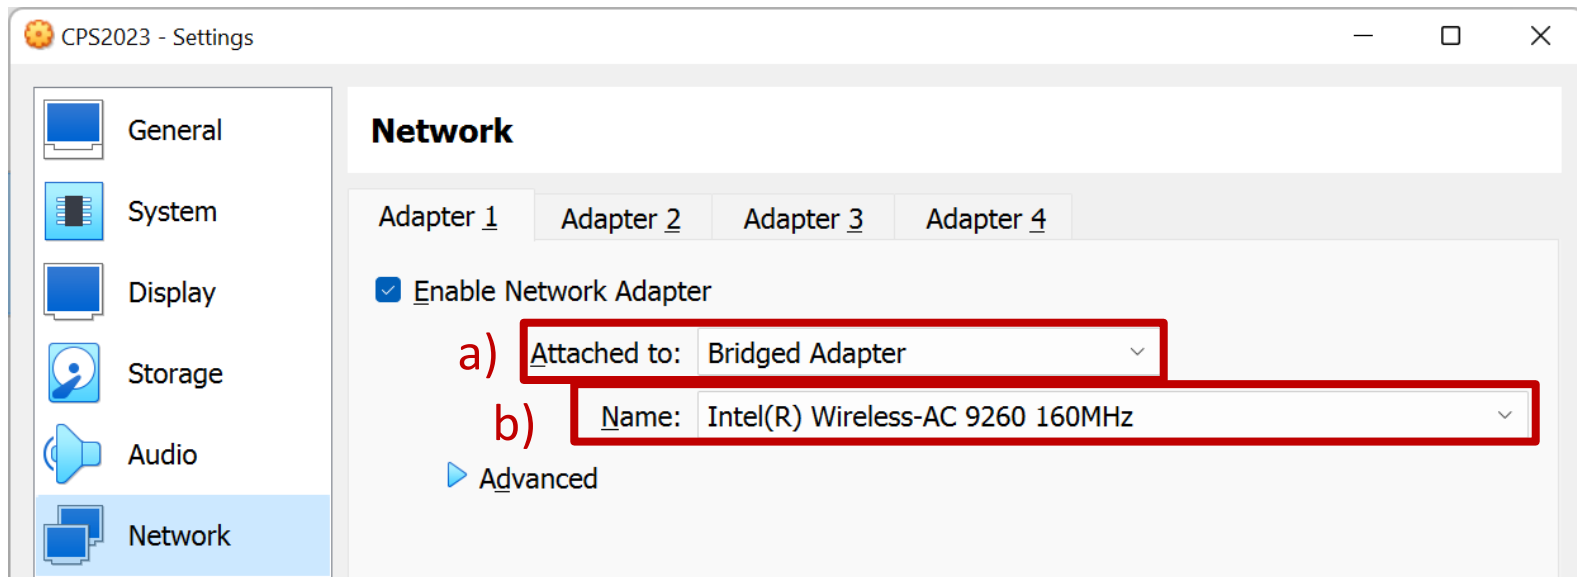 CPS2023 - Settings
General
System
Display
Storage
Audio
Network
Network
Adapter 1 Adapter 2 Adapter 3 Adapter 4
Enable Network Adapter
a) Attached to: Bridged Adapter
b) Name: Intel(R) Wireless-AC 9260 160MHz
Advanced